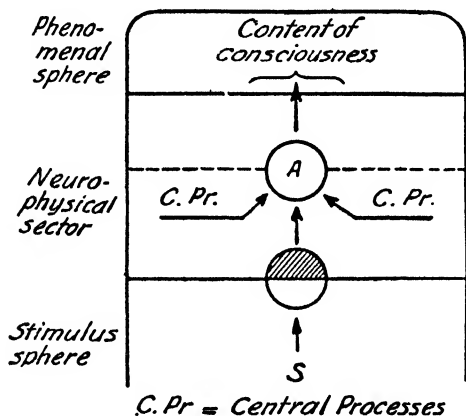 Pheno-
menal
sphere
Content of
consciousness
A
Neuro-
physical
sector
C. Pr.
C. Pr.
Stimulus
sphere
S
C. Pr = Central Processes